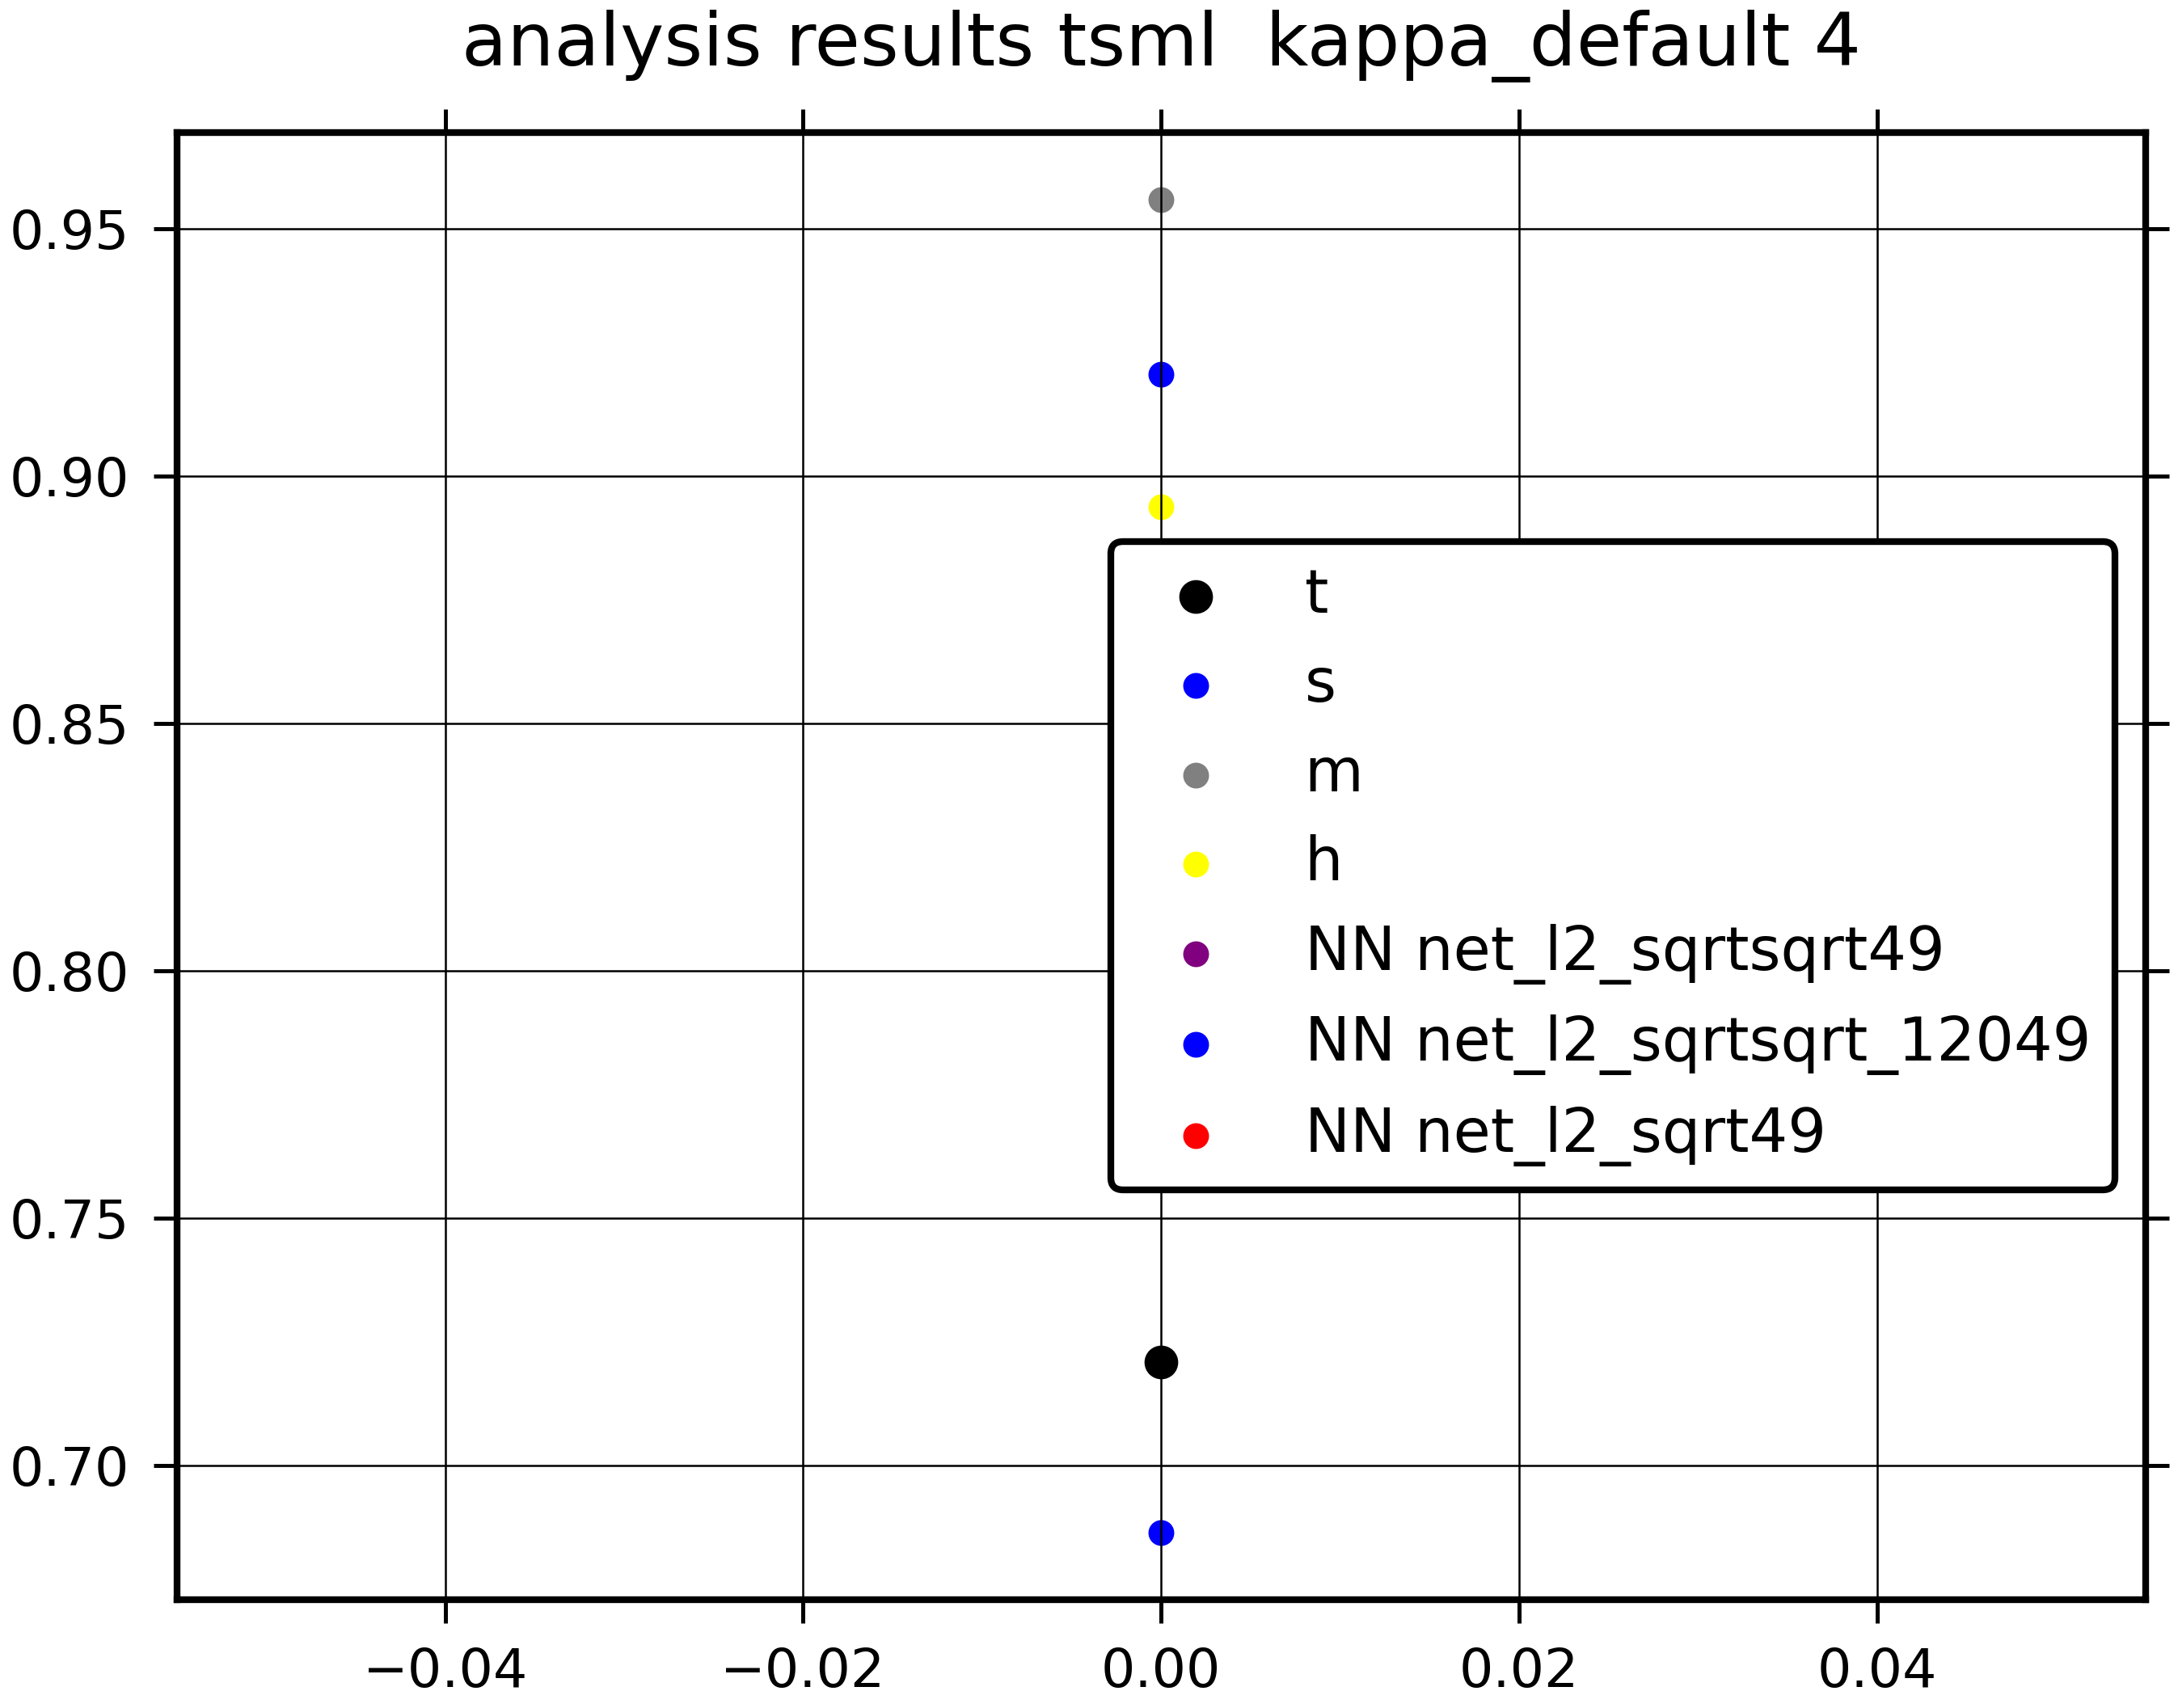 analysis results tsml  kappa_default 4
0.95
0.90
0.85
0.80
0.75
0.70
t
s
m
h
NN net_l2_sqrtsqrt49
NN net_l2_sqrtsqrt_12049
NN net_l2_sqrt49
−0.04 −0.02 0.00 0.02 0.04